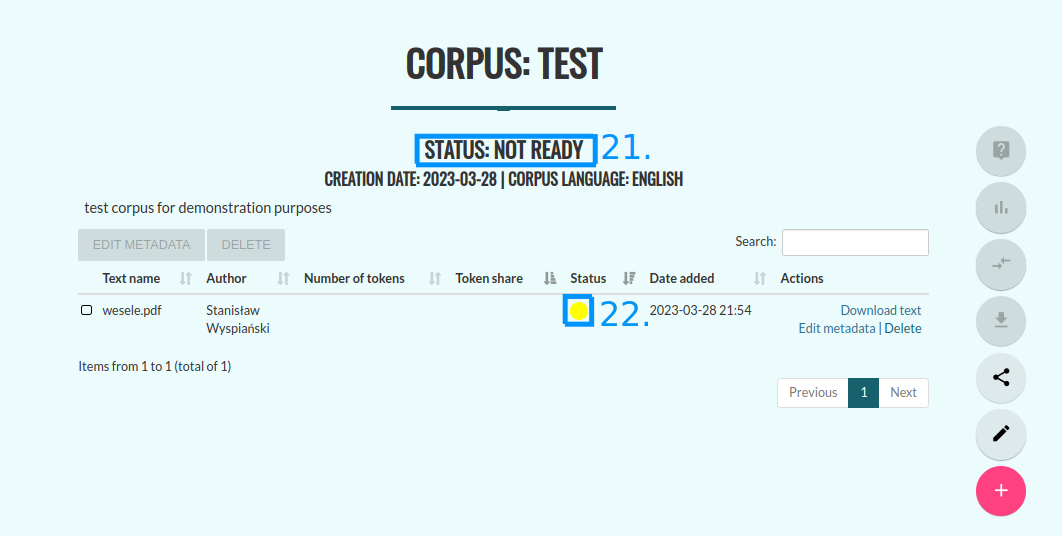 CORPUS: TEST
STATUS: NOT READY 21.
CREATION DATE: 2023-03-28 | CORPUS LANGUAGE: ENGLISH
test corpus for demonstration purposes
EDIT METADATA DELETE Search:
Text name Author Number of tokens Token share Status Date added Actions
wesele.pdf Stanisław 22. 2023-03-28 21:54 Download text
Wyspiański Edit metadata | Delete
Items from 1 to 1 (total of 1)
Previous 1 Next